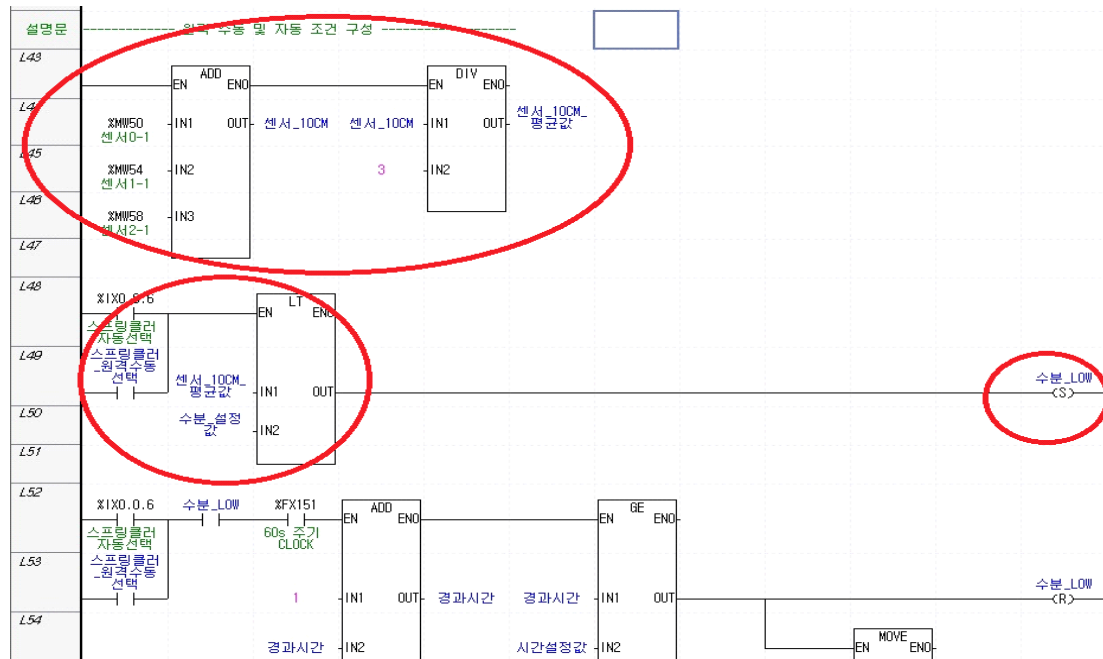 설명문 원격 수동 및 자동 조건 구성
L43
ADD DIV
EN ENO EN ENO
L44
%MW50 IN1 OUT 센서_10CM 센서_10CM IN1 OUT 센서_10CM_
센서0-1 평균값
L45
%MW54 IN2 3 IN2
센서1-1
L46
%MW58 IN3
센서2-1
L47
L48
%IX0.0.6 LT
EN ENO
스프링클러
자동선택
L49
스프링클러
_원격수동
선택
센서_10CM_ IN1 OUT 수분_LOW
평균값 (S)
L50
수분_설정 IN2
값
L51
L52
%IX0.0.6 수분_LOW %FX151 ADD GE
EN ENO EN ENO
스프링클러 60s 주기
자동선택 CLOCK
L53
스프링클러
_원격수동
선택
1 IN1 OUT 경과시간 경과시간 IN1 OUT 수분_LOW
(R)
L54
MOVE
경과시간 IN2 시간설정값 IN2 EN ENO